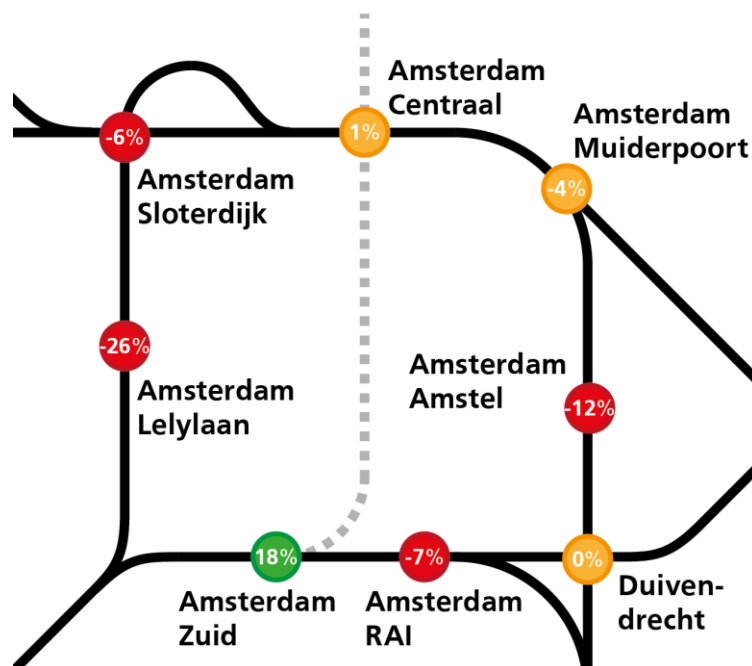 Amsterdam
Centraal
1%
Amsterdam
Muiderpoort
-4%
-6%
Amsterdam
Sloterdijk
-26%
Amsterdam
Lelylaan
Amsterdam
Amstel
-12%
18%
Amsterdam
Zuid
-7%
Amsterdam
RAI
0%
Duiven-
drecht